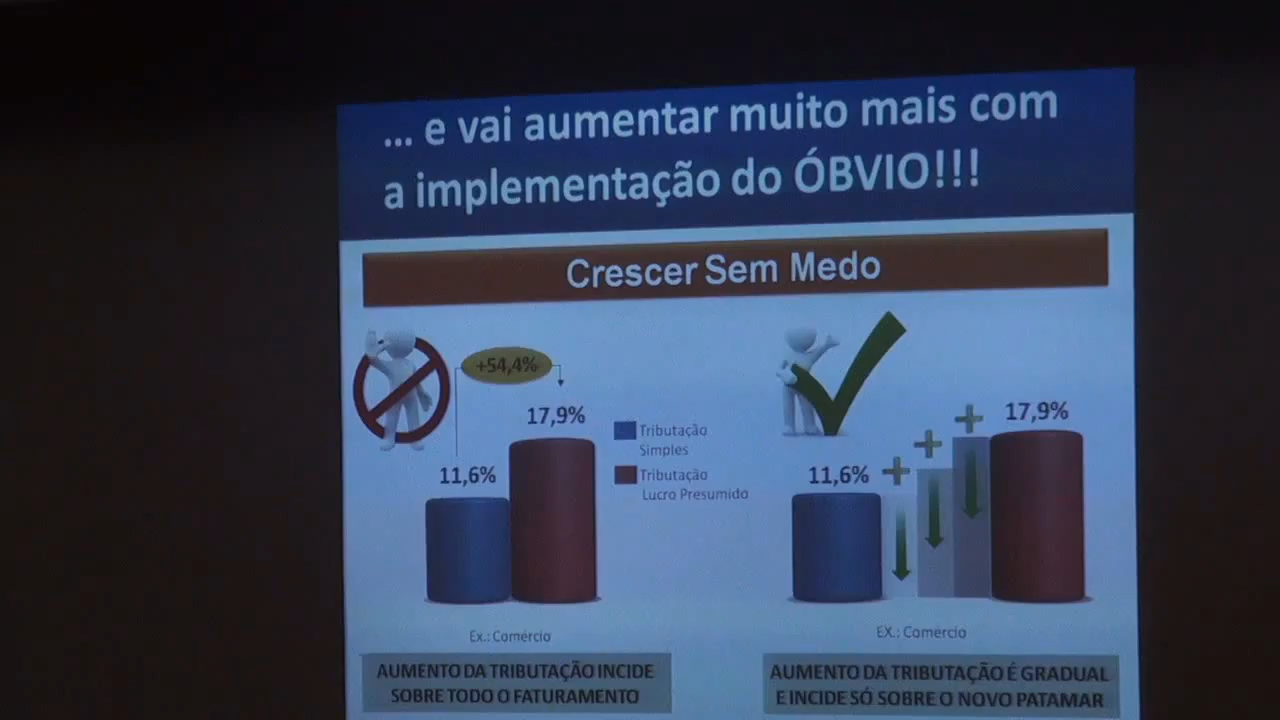 ... e vai aumentar muito mais com
a implementação do ÓBVIO!!!
Crescer Sem Medo
+54,4%
17,9%
11,6%
Tributação
Simples
Tributação
Lucro Presumido
Ex.: Comércio
AUMENTO DA TRIBUTAÇÃO INCIDE
SOBRE TODO O FATURAMENTO
17,9%
11,6%
+
+
+
EX.: Comércio
AUMENTO DA TRIBUTAÇÃO É GRADUAL
E INCIDE SÓ SOBRE O NOVO PATAMAR